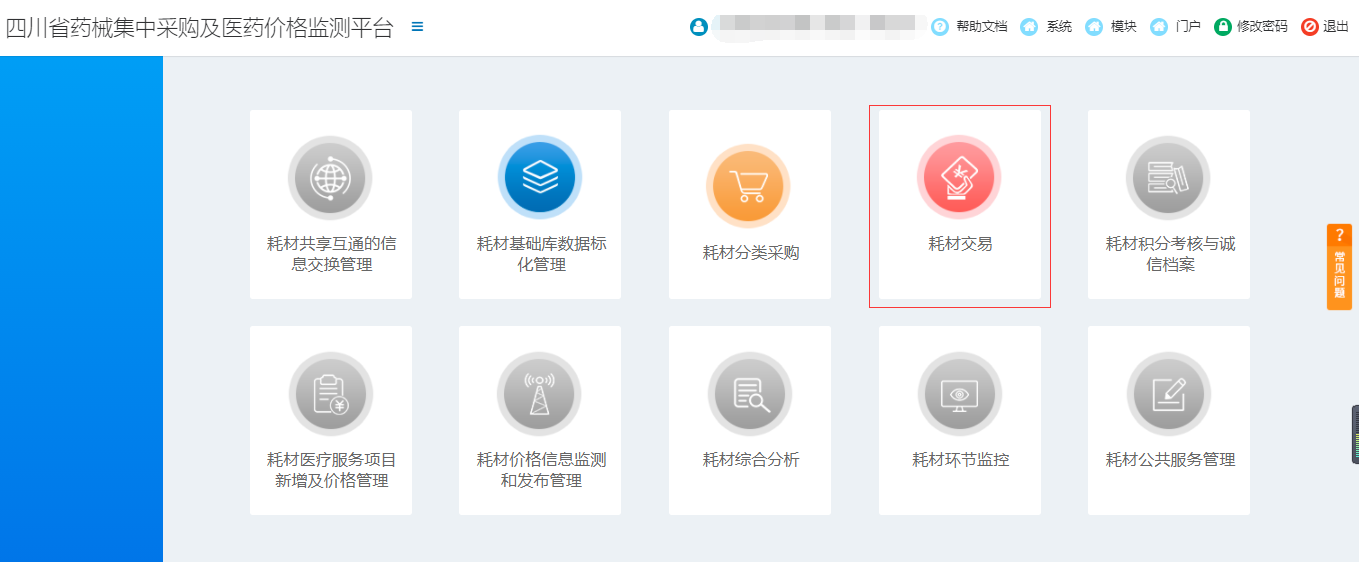 四川省药械集中采购及医药价格监测平台
帮助文档 系统 模块 门户 修改密码 退出
耗材共享互通的信
息交换管理
耗材基础库数据标
化管理
耗材分类采购
耗材交易
耗材积分考核与诚
信档案
?
常见问题
耗材医疗服务项目
新增及价格管理
耗材价格信息监测
和发布管理
耗材综合分析
耗材环节监控
耗材公共服务管理